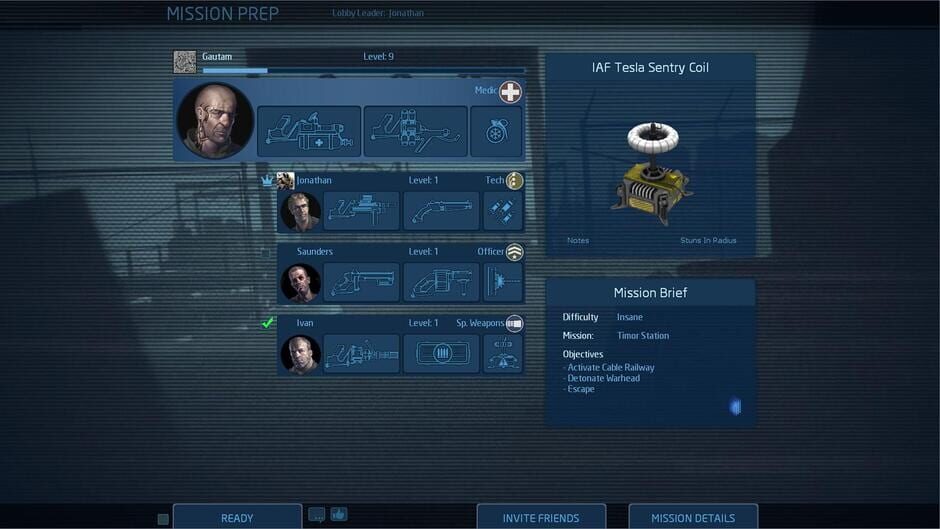 MISSION PREP
Lobby Leader: Jonathan
Gautam
Level: 9
Medic
Jonathan
Level: 1
Tech
Saunders
Level: 1
Officer
Ivan
Level: 1
Sp. Weapons
IAF Tesla Sentry Coil
Notes
Stuns In Radius
Mission Brief
Difficulty Insane
Mission: Timor Station
Objectives
- Activate Cable Railway
- Detonate Warhead
- Escape
READY
INVITE FRIENDS
MISSION DETAILS